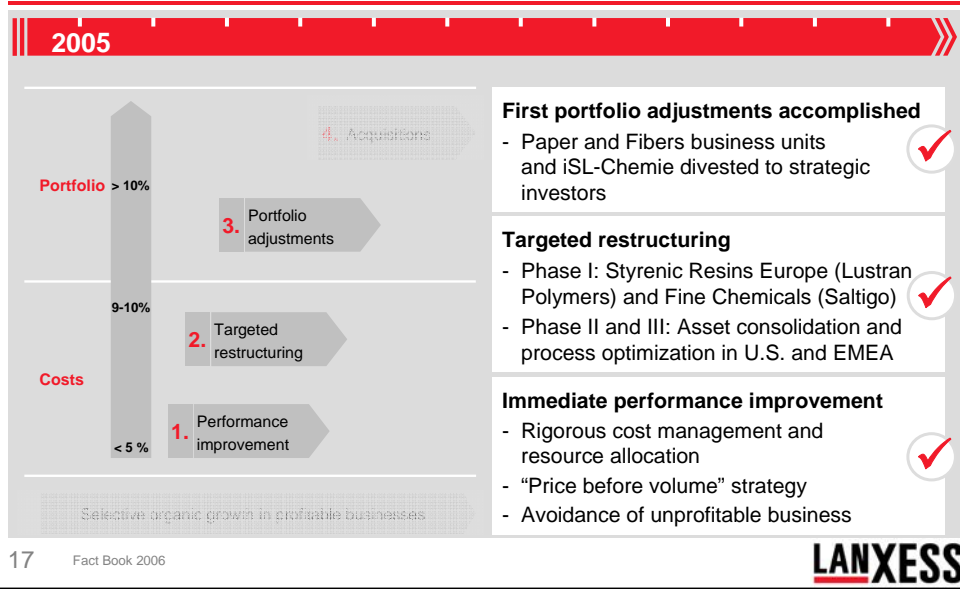 2005
4. Acquisitions
Portfolio > 10%
3. Portfolio
adjustments
9-10%
2. Targeted
restructuring
Costs
1. Performance
improvement
< 5 %
Selective organic growth in profitable businesses
First portfolio adjustments accomplished
- Paper and Fibers business units
and iSL-Chemie divested to strategic
investors
Targeted restructuring
- Phase I: Styrenic Resins Europe (Lustran
Polymers) and Fine Chemicals (Saltigo)
- Phase II and III: Asset consolidation and
process optimization in U.S. and EMEA
Immediate performance improvement
- Rigorous cost management and
resource allocation
- “Price before volume” strategy
- Avoidance of unprofitable business
17 Fact Book 2006
LANXESS